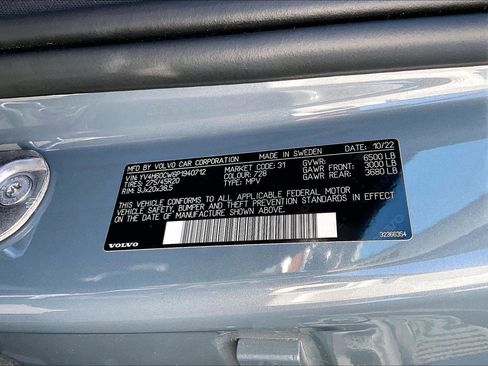 MFD BY VOLVO CAR CORPORATION MADE IN SWEDEN 10/22
VIN: YV4H60CW6P1940712 MARKET CODE: 31 GVWR: 6500 LB
TIRES: 275/45R20 COLOUR: 728 GAWR FRONT: 3000 LB
RIM: 9Jx20x38.5 TYPE: MPV GAWR REAR: 3680 LB
THIS VEHICLE CONFORMS TO ALL APPLICABLE FEDERAL MOTOR
VEHICLE SAFETY, BUMPER AND THEFT PREVENTION STANDARDS IN EFFECT
ON THE DATE OF MANUFACTURE SHOWN ABOVE.
VOLVO 32366354